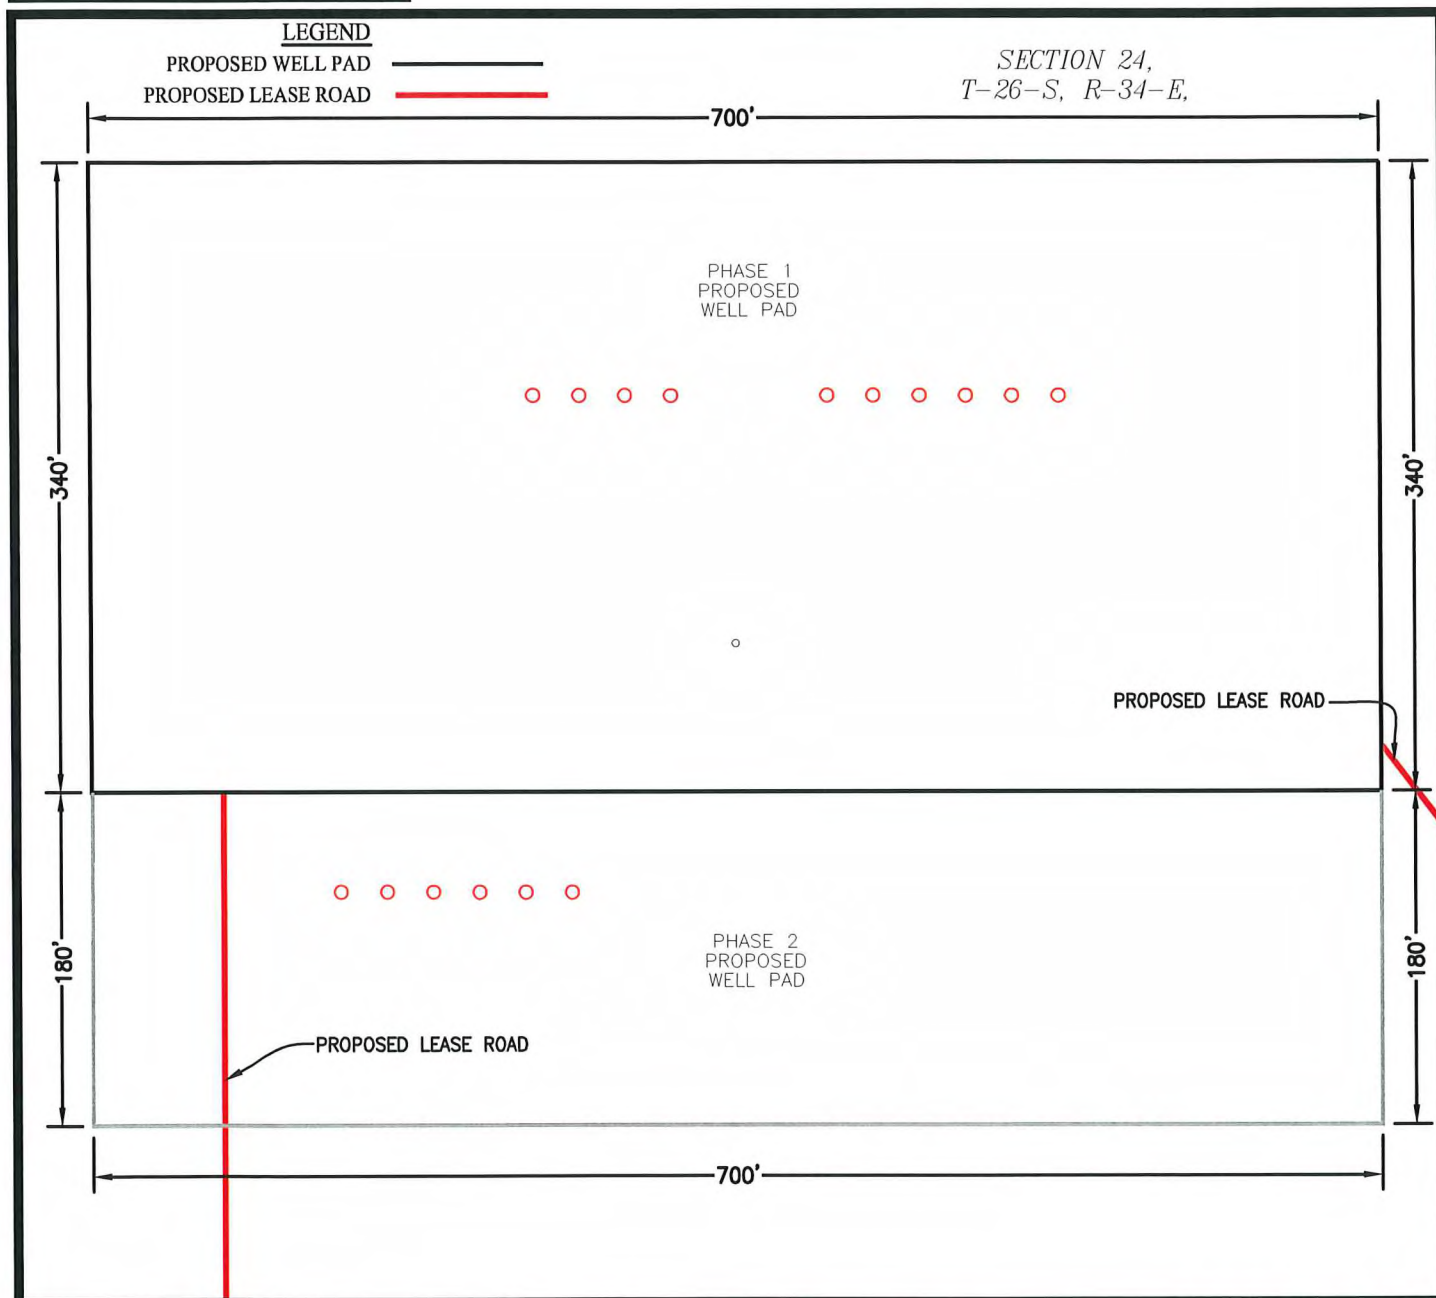 LEGEND
PROPOSED WELL PAD
PROPOSED LEASE ROAD
SECTION 24,
T-26-S, R-34-E,
700'
PHASE 1
PROPOSED
WELL PAD
340'
340'
PROPOSED LEASE ROAD
PHASE 2
PROPOSED
WELL PAD
180'
180'
PROPOSED LEASE ROAD
700'